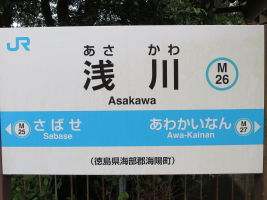 JR
あさ かわ
浅川
M
26
Asakawa
M
25
さばせ
Sabase
あわかいなん
Awa-Kainan
M
27
(徳島県海部郡海陽町)